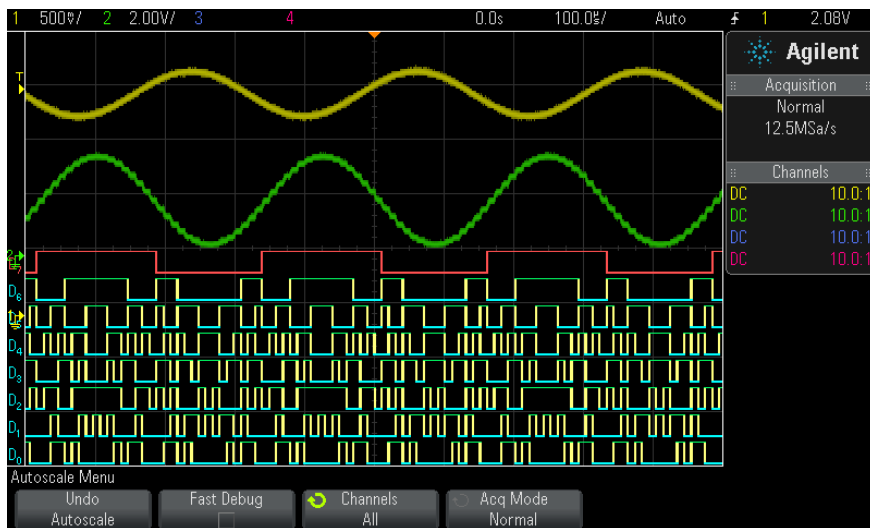 1 500㎷/ 2 2.00V/ 3 4 0.0s 100.0㎲/ Auto 1 2.08V
Agilent
Acquisition
Normal
12.5MSa/s
Channels
DC 10.0:1
DC 10.0:1
DC 10.0:1
DC 10.0:1
T
2
D6
D4
D3
D2
D1
D0
Autoscale Menu
Undo
Autoscale
Fast Debug
Channels
All
Acq Mode
Normal